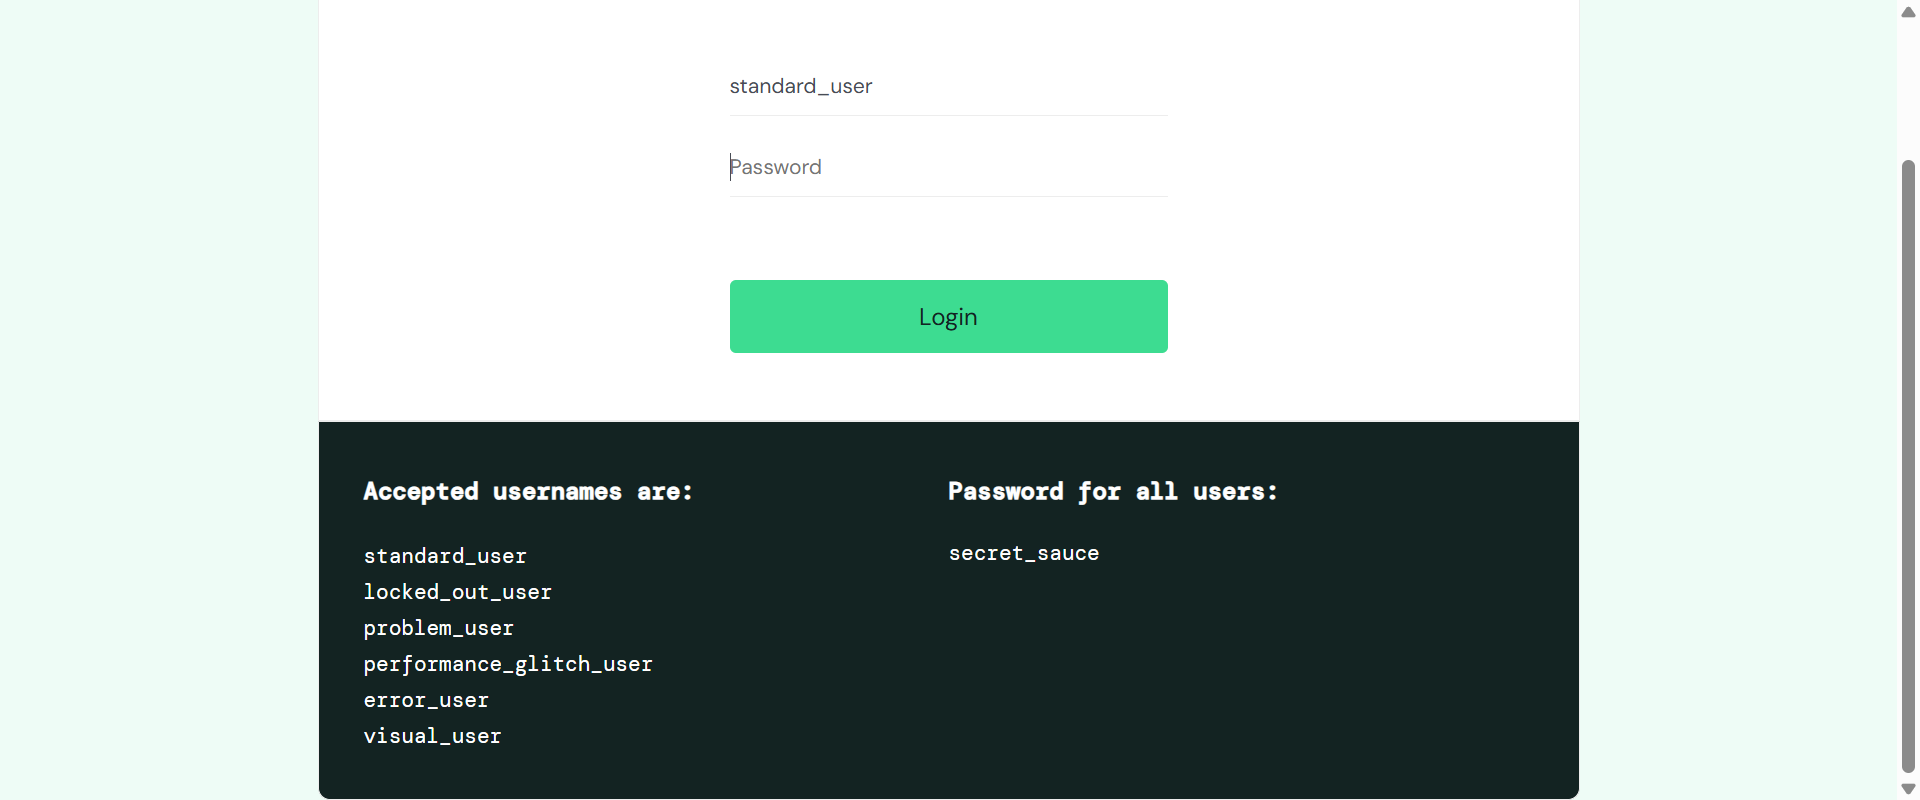 standard_user
Password
Login
Accepted usernames are:
standard_user
locked_out_user
problem_user
performance_glitch_user
error_user
visual_user
Password for all users:
secret_sauce